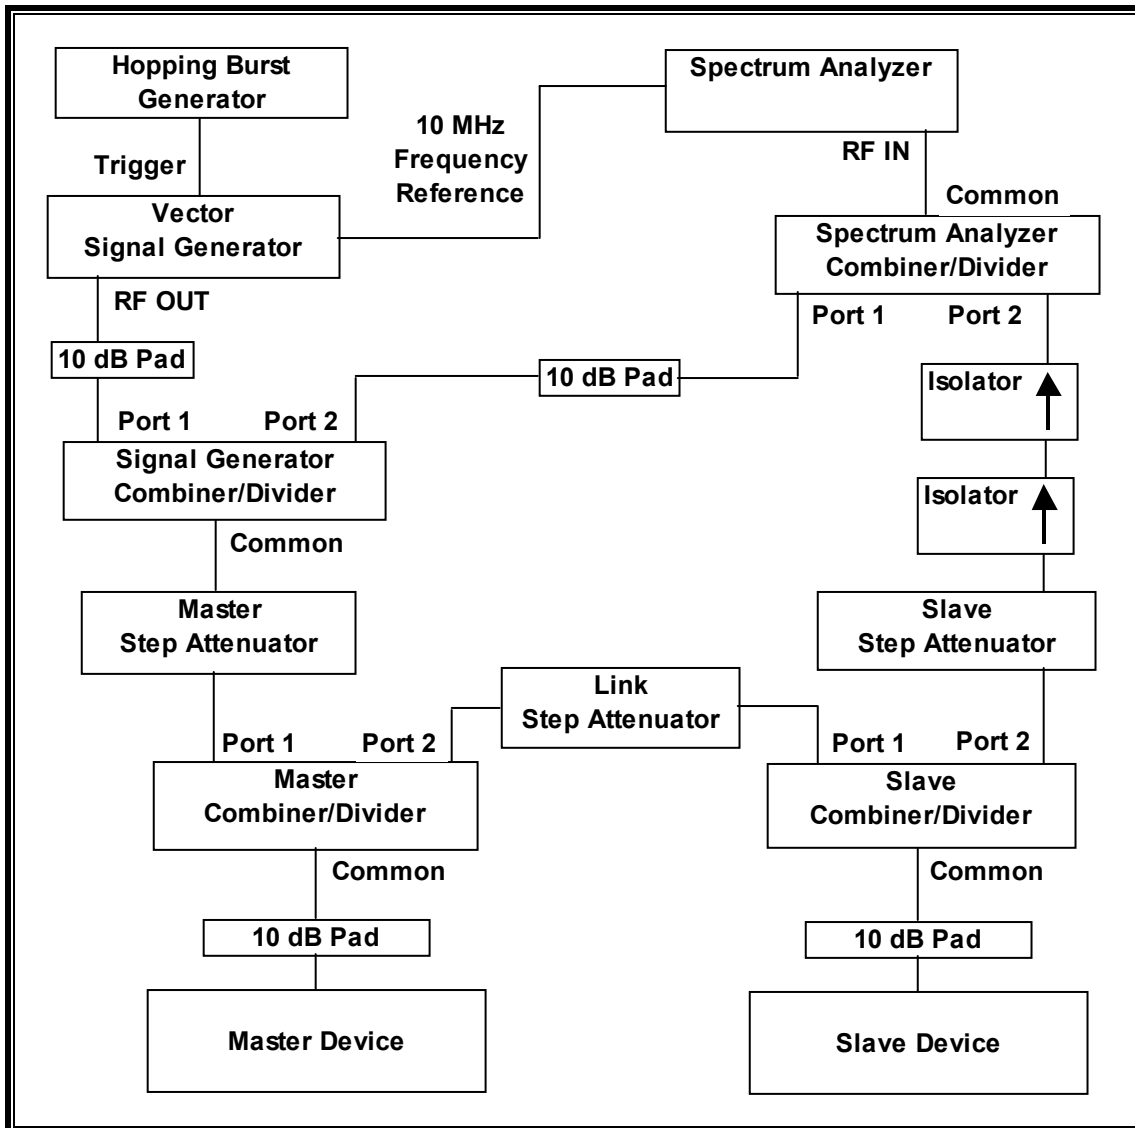 Hopping Burst
Generator
Spectrum Analyzer
10 MHz
Frequency
Reference
RF IN
Trigger
Common
Vector
Signal Generator
Spectrum Analyzer
Combiner/Divider
RF OUT
Port 1
Port 2
10 dB Pad
10 dB Pad
Isolator
Port 1
Port 2
Signal Generator
Combiner/Divider
Isolator
Common
Master
Step Attenuator
Slave
Step Attenuator
Link
Step Attenuator
Port 1
Port 2
Port 1
Port 2
Master
Combiner/Divider
Slave
Combiner/Divider
Common
Common
10 dB Pad
10 dB Pad
Master Device
Slave Device